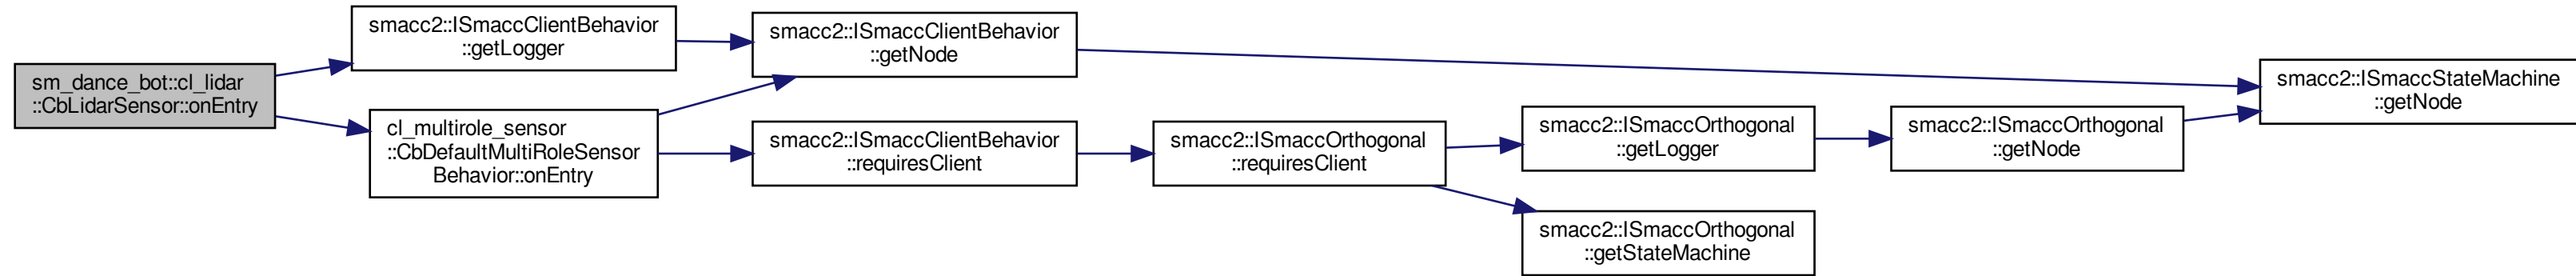 sm_dance_bot::cl_lidar
::CbLidarSensor::onEntry
smacc2::ISmaccClientBehavior
::getLogger
cl_multirole_sensor
::CbDefaultMultiRoleSensor
Behavior::onEntry
smacc2::ISmaccClientBehavior
::getNode
smacc2::ISmaccClientBehavior
::requiresClient
smacc2::ISmaccOrthogonal
::requiresClient
smacc2::ISmaccOrthogonal
::getLogger
smacc2::ISmaccOrthogonal
::getStateMachine
smacc2::ISmaccOrthogonal
::getNode
smacc2::ISmaccStateMachine
::getNode